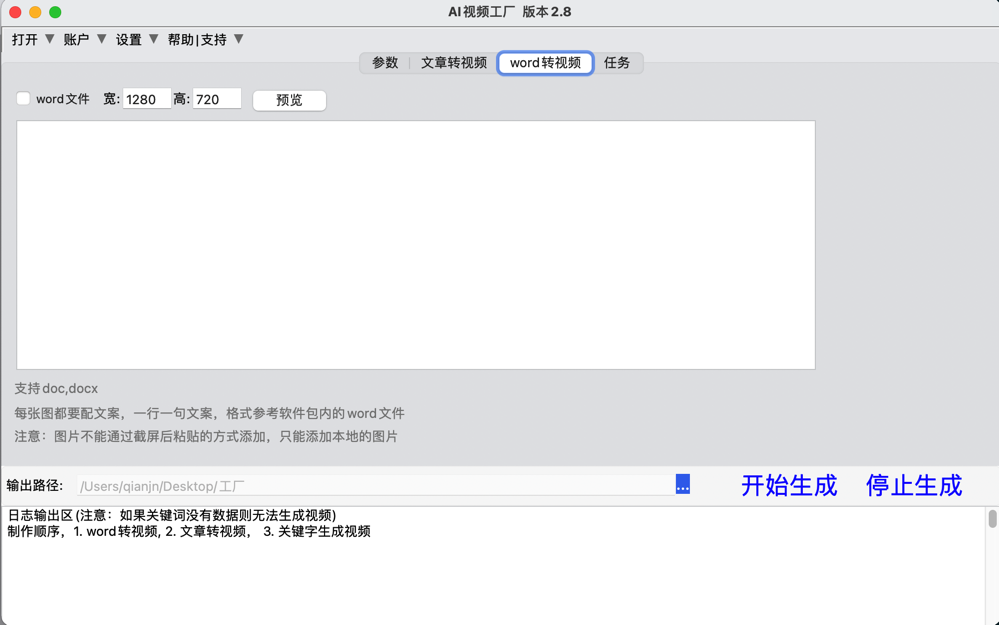 AI视频工厂 版本2.8
打开 ▼ 账户 ▼ 设置 ▼ 帮助|支持 ▼
参数 文章转视频 word转视频 任务
word文件 宽: 1280 高: 720 预览
支持doc,docx
每张图都要配文案，一行一句文案，格式参考软件包内的word文件
注意：图片不能通过截屏后粘贴的方式添加，只能添加本地的图片
输出路径: /Users/qianjn/Desktop/工厂 ... 开始生成 停止生成
日志输出区(注意：如果关键词没有数据则无法生成视频)
制作顺序，1. word转视频, 2. 文章转视频， 3. 关键字生成视频